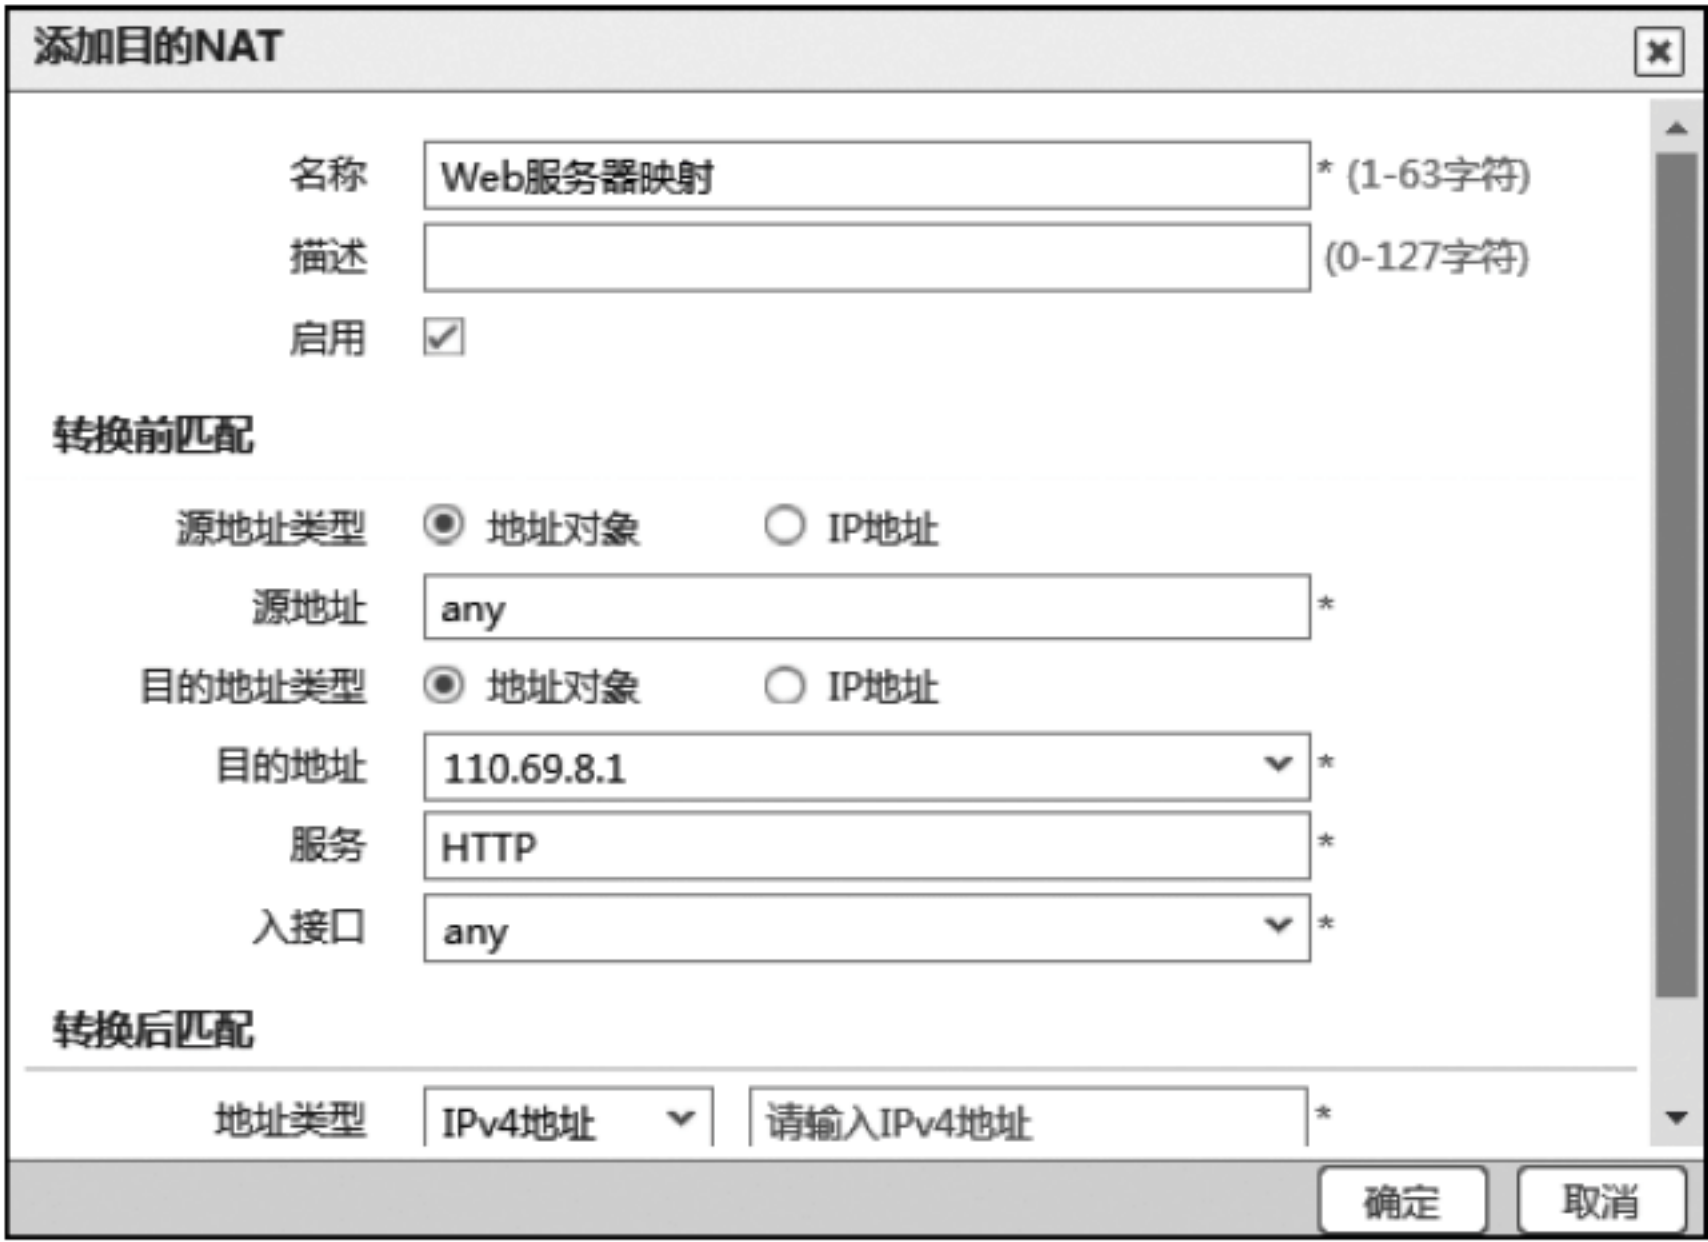 添加目的NAT
名称 Web服务器映射 * (1-63字符)
描述 (0-127字符)
启用
转换前匹配
源地址类型 地址对象 IP地址
源地址 any *
目的地址类型 地址对象 IP地址
目的地址 110.69.8.1 *
服务 HTTP *
入接口 any *
转换后匹配
地址类型 IPv4地址 请输入IPv4地址 *
确定 取消